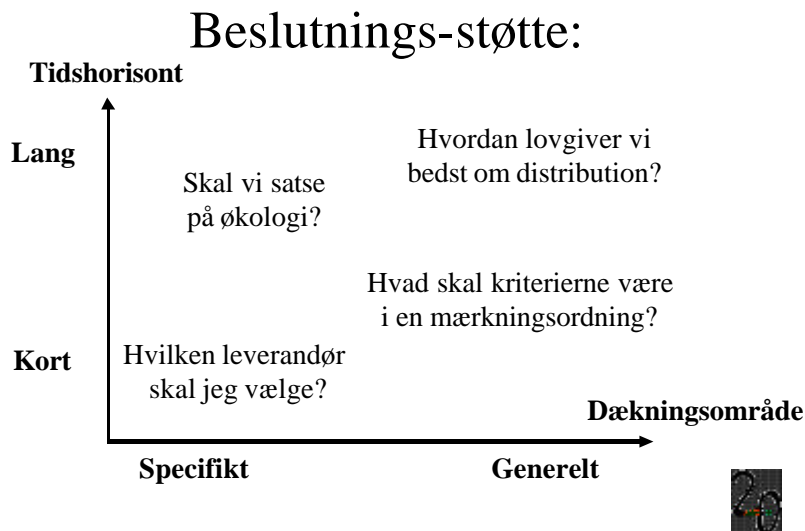 Beslutnings-støtte:
Tidshorisont
Lang
Hvordan lovgiver vi
bedst om distribution?
Skal vi satse
på økologi?
Hvad skal kriterierne være
i en mærkningsordning?
Kort
Hvilken leverandør
skal jeg vælge?
Dækningsområde
Specifikt
Generelt